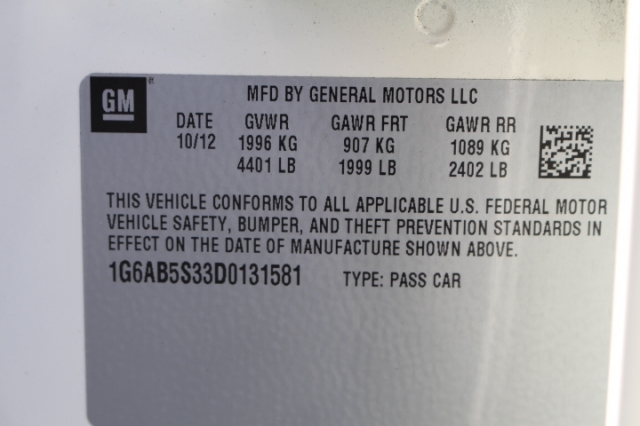 GM
®
MFD BY GENERAL MOTORS LLC
DATE GVWR GAWR FRT GAWR RR
10/12 1996 KG 907 KG 1089 KG
4401 LB 1999 LB 2402 LB
THIS VEHICLE CONFORMS TO ALL APPLICABLE U.S. FEDERAL MOTOR
VEHICLE SAFETY, BUMPER, AND THEFT PREVENTION STANDARDS IN
EFFECT ON THE DATE OF MANUFACTURE SHOWN ABOVE.
1G6AB5S33D0131581 TYPE: PASS CAR